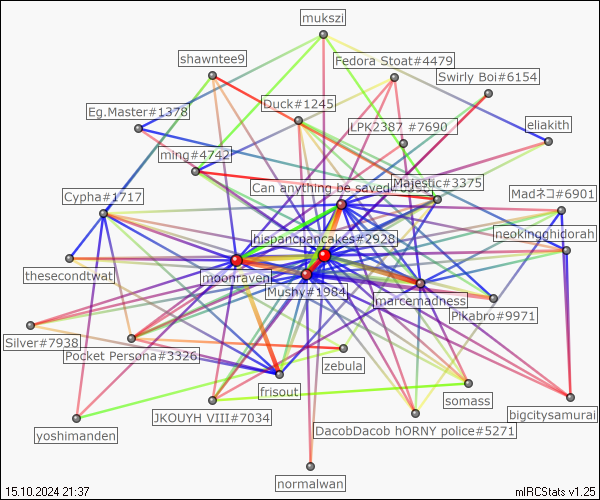 mukszi
shawntee9
Fedora Stoat#4479
Swirly Boi#6154
Duck#1245
Eg.Master#1378
LPK2387 #7690
eliakith
ming#4742
Majestic#3375
Can anything be saved
Cypha#1717
Madネコ#6901
hispancpancakes#2928
neokingghidorah
thesecondtwat
moonraven
Mushy#1984
marcemadness
Pikabro#9971
Silver#7938
Pocket Persona#3326
zebula
frisout
somass
JKOUYH VIII#7034
bigcitysamurai
yoshimanden
DacobDacob hORNY police#5271
normalwan
15.10.2024 21:37
mIRCStats v1.25